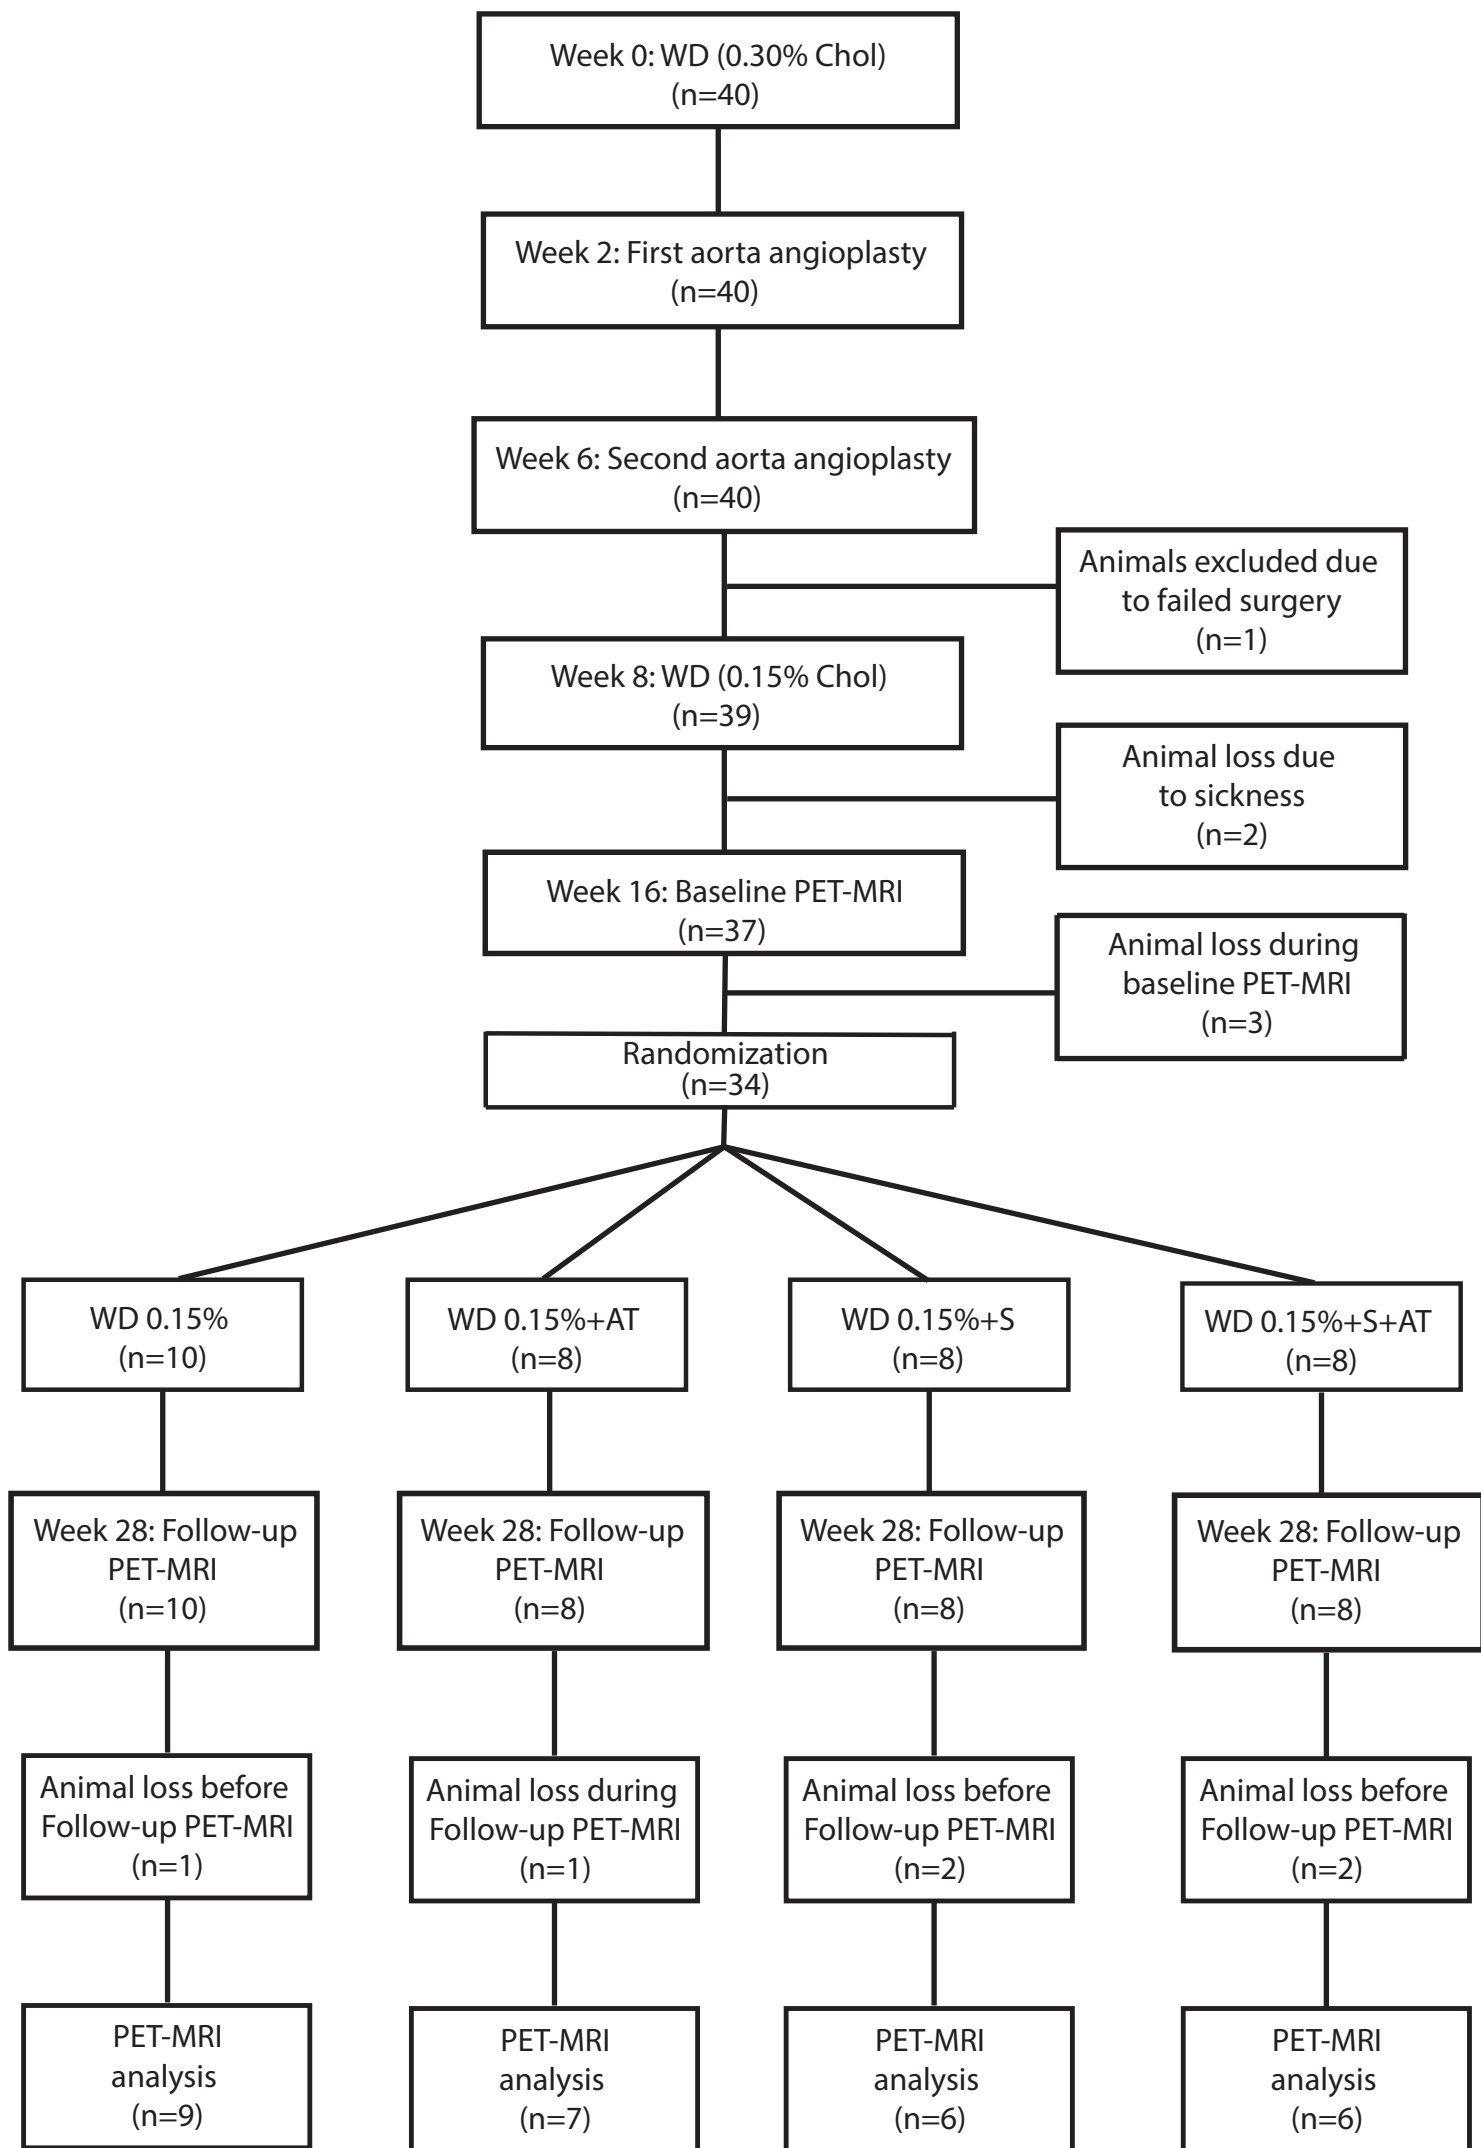 Week 0: WD (0.30% Chol)
(n=40)
Week 2: First aorta angioplasty
(n=40)
Week 6: Second aorta angioplasty
(n=40)
Animals excluded due
to failed surgery
(n=1)
Week 8: WD (0.15% Chol)
(n=39)
Animal loss due
to sickness
(n=2)
Week 16: Baseline PET-MRI
(n=37)
Animal loss during
baseline PET-MRI
(n=3)
Randomization
(n=34)
WD 0.15%
(n=10)
WD 0.15%+AT
(n=8)
WD 0.15%+S
(n=8)
WD 0.15%+S+AT
(n=8)
Week 28: Follow-up
PET-MRI
(n=10)
Week 28: Follow-up
PET-MRI
(n=8)
Week 28: Follow-up
PET-MRI
(n=8)
Week 28: Follow-up
PET-MRI
(n=8)
Animal loss before
Follow-up PET-MRI
(n=1)
Animal loss during
Follow-up PET-MRI
(n=1)
Animal loss before
Follow-up PET-MRI
(n=2)
Animal loss before
Follow-up PET-MRI
(n=2)
PET-MRI
analysis
(n=9)
PET-MRI
analysis
(n=7)
PET-MRI
analysis
(n=6)
PET-MRI
analysis
(n=6)